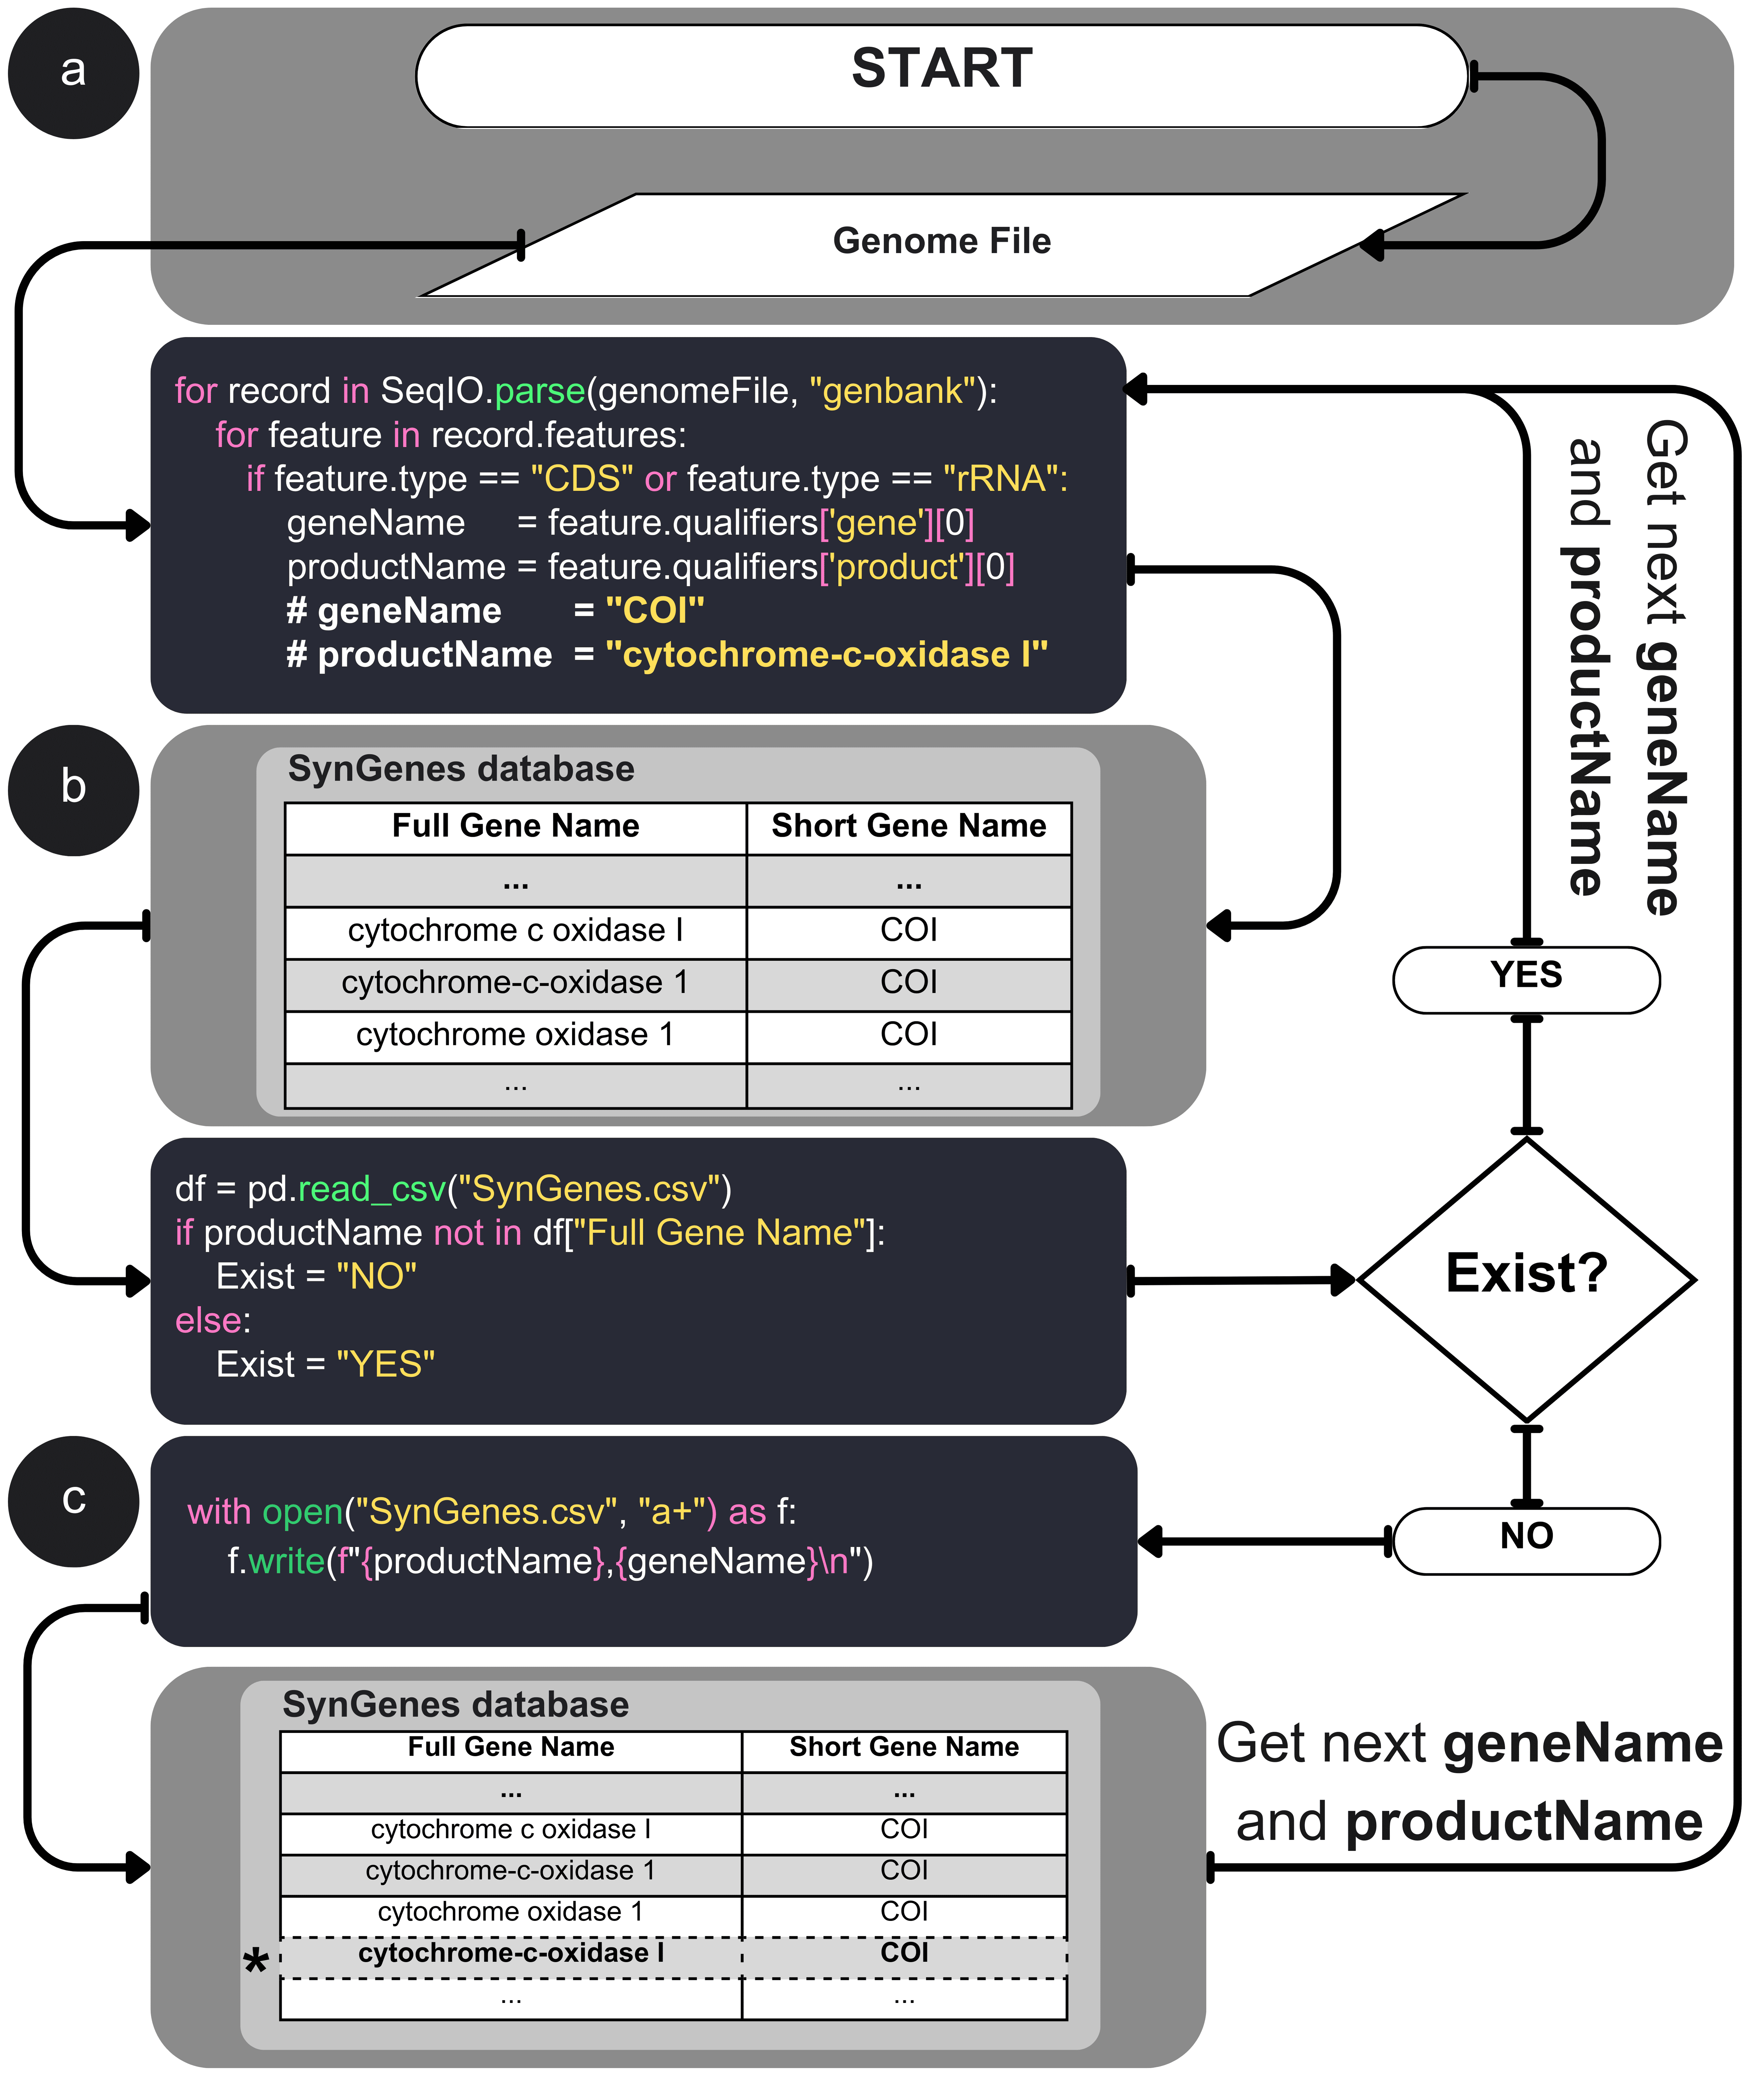 a
START
Genome File
for record in SeqIO.parse(genomeFile, "genbank"):
for feature in record.features:
if feature.type == "CDS" or feature.type == "rRNA":
geneName = feature.qualifiers['gene'][0]
productName = feature.qualifiers['product'][0]
# geneName = "COI"
# productName = "cytochrome-c-oxidase I"
Get next geneName
and productName
b
SynGenes database
Full Gene Name Short Gene Name
... ...
cytochrome c oxidase I COI
cytochrome-c-oxidase 1 COI
cytochrome oxidase 1 COI
... ...
YES
df = pd.read_csv("SynGenes.csv")
if productName not in df["Full Gene Name"]:
Exist = "NO"
else:
Exist = "YES"
Exist?
c
with open("SynGenes.csv", "a+") as f:
f.write(f"{productName},{geneName}\n")
NO
SynGenes database
Full Gene Name Short Gene Name
... ...
cytochrome c oxidase I COI
cytochrome-c-oxidase 1 COI
cytochrome oxidase 1 COI
* cytochrome-c-oxidase I COI
... ...
Get next geneName
and productName